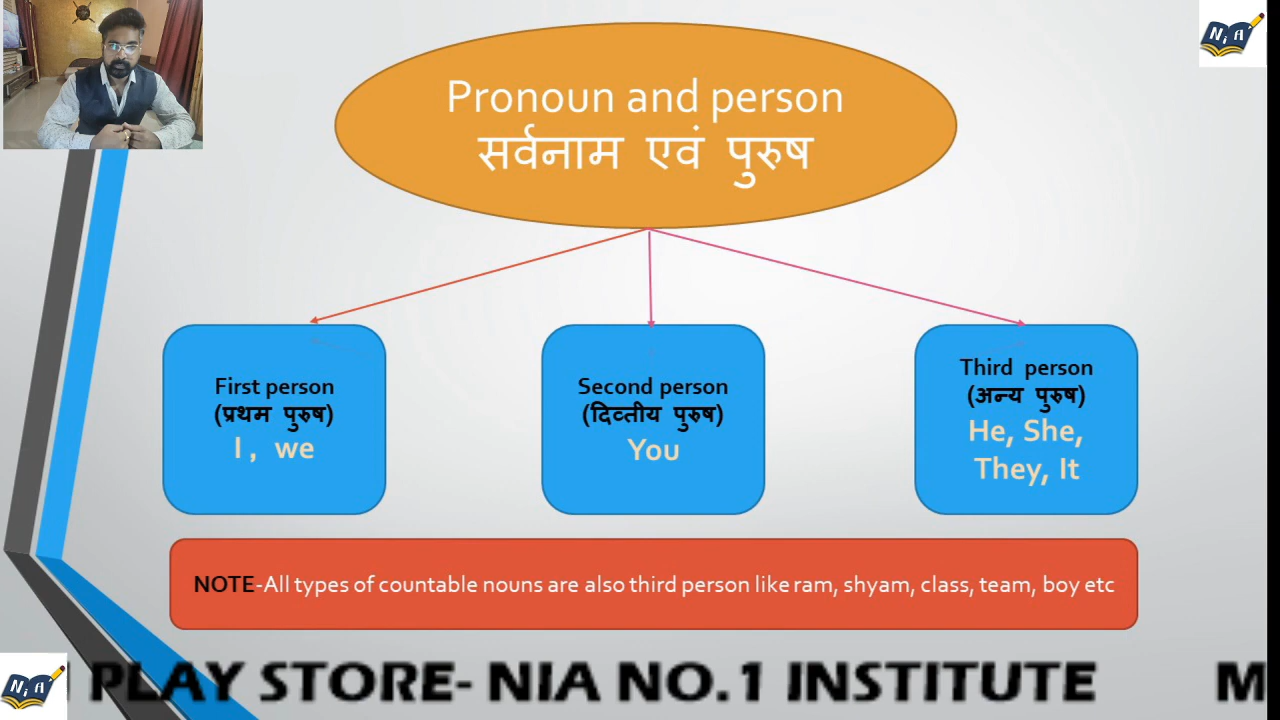 NiA
Pronoun and person
सर्वनाम एवं पुरुष
First person
(प्रथम पुरुष)
I , we
Second person
(दिव्तीय पुरुष)
You
Third person
(अन्य पुरुष)
He, She,
They, It
NOTE-All types of countable nouns are also third person like ram, shyam, class, team, boy etc
NiA
PLAY STORE- NIA NO.1 INSTITUTE